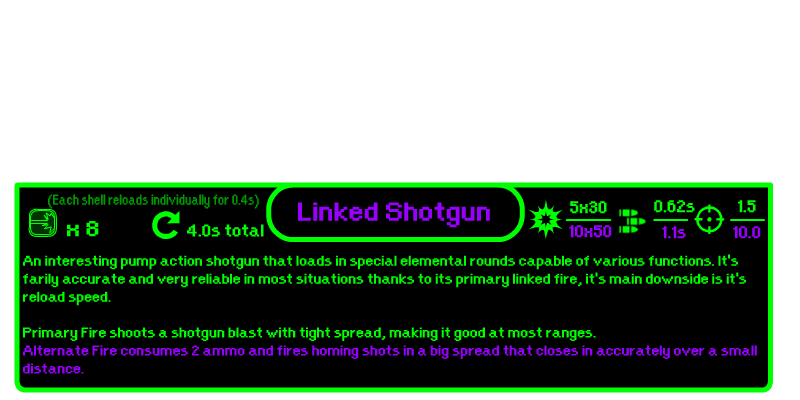 (Each shell reloads individually for 0.4s)
x 8
4.0s total
Linked Shotgun
5x30
10x50
0.62s
1.1s
1.5
10.0
An interesting pump action shotgun that loads in special elemental rounds capable of various functions. It's
farily accurate and very reliable in most situations thanks to its primary linked fire, it's main downside is it's
reload speed.
Primary Fire shoots a shotgun blast with tight spread, making it good at most ranges.
Alternate Fire consumes 2 ammo and fires homing shots in a big spread that closes in accurately over a small
distance.